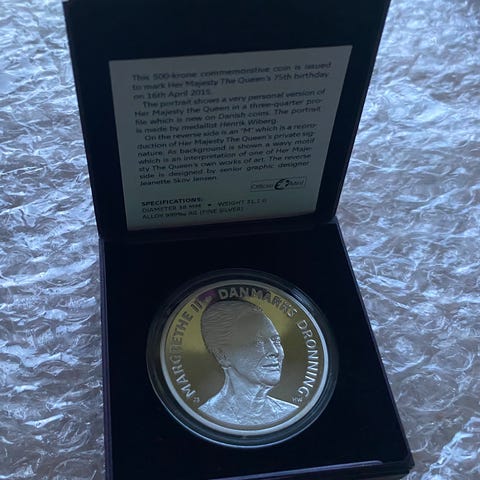 This 500-krone commemorative coin is issued
to mark Her Majesty The Queen's 75th birthday
on 16th April 2015.
The portrait shows a very personal version of
Her Majesty the Queen in a three-quarter pro-
file which is new on Danish coins. The portrait
is made by medallist Henrik Wiberg.
On the reverse side is an "M" which is a repro-
duction of Her Majesty The Queen's private sig-
nature. As background is shown a wavy motif
which is an interpretation of one of Her Maje-
sty The Queen's own works of art. The reverse
side is designed by senior graphic designer
Jeanette Skov Jensen.
Official Mint
SPECIFICATIONS:
DIAMETER 38 MM • WEIGHT 31,1 G
ALLOY 999‰ AG (FINE SILVER)
MARGRETHE II DANMARKS DRONNING
HW